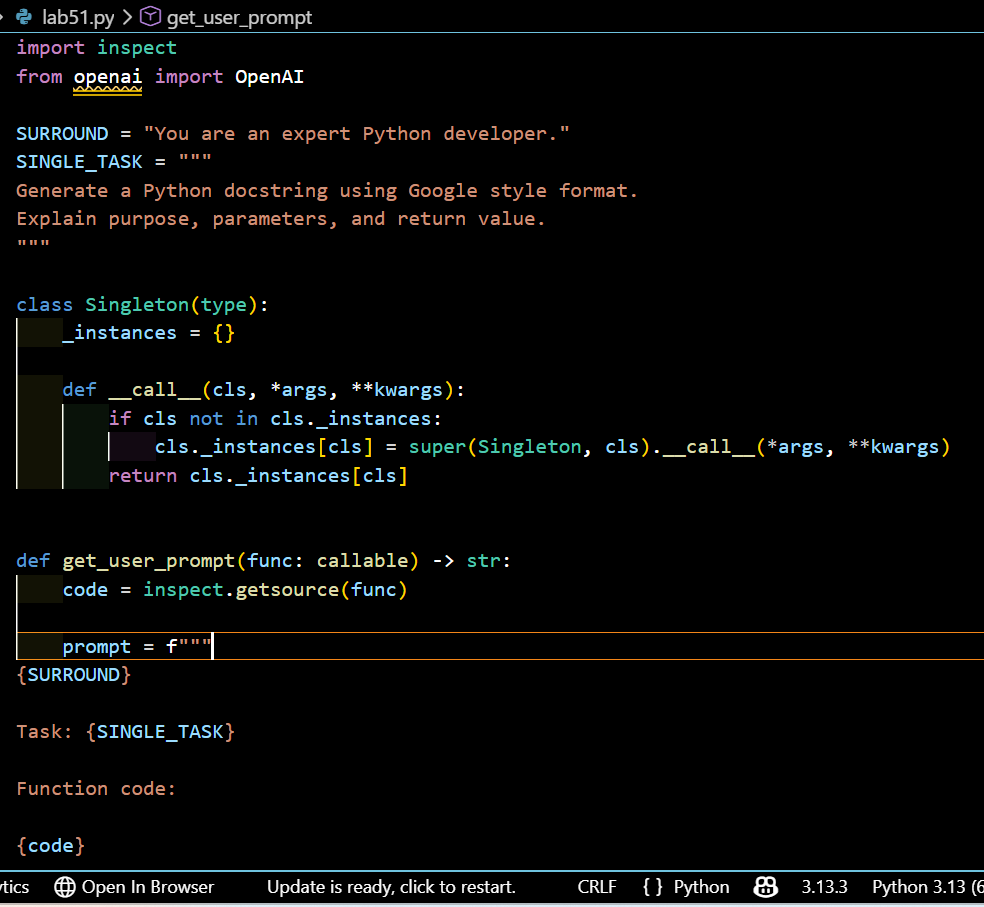 lab51.py > get_user_prompt
import inspect
from openai import OpenAI
SURROUND = "You are an expert Python developer."
SINGLE_TASK = """
Generate a Python docstring using Google style format.
Explain purpose, parameters, and return value.
"""
class Singleton(type):
    _instances = {}
    def __call__(cls, *args, **kwargs):
        if cls not in cls._instances:
            cls._instances[cls] = super(Singleton, cls).__call__(*args, **kwargs)
        return cls._instances[cls]
def get_user_prompt(func: callable) -> str:
    code = inspect.getsource(func)
    prompt = f"""
{SURROUND}
Task: {SINGLE_TASK}
Function code:
{code}
Open In Browser Update is ready, click to restart. CRLF { } Python 3.13.3 Python 3.13 (6